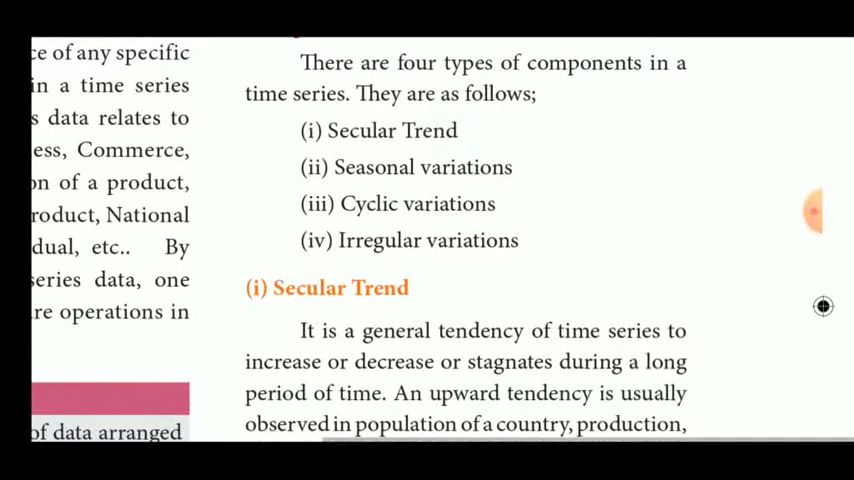 ce of any specific
in a time series
s data relates to
ess, Commerce,
on of a product,
roduct, National
dual, etc.. By
series data, one
re operations in
of data arranged
There are four types of components in a
time series. They are as follows;
(i) Secular Trend
(ii) Seasonal variations
(iii) Cyclic variations
(iv) Irregular variations
(i) Secular Trend
It is a general tendency of time series to
increase or decrease or stagnates during a long
period of time. An upward tendency is usually
observed in population of a country, production,